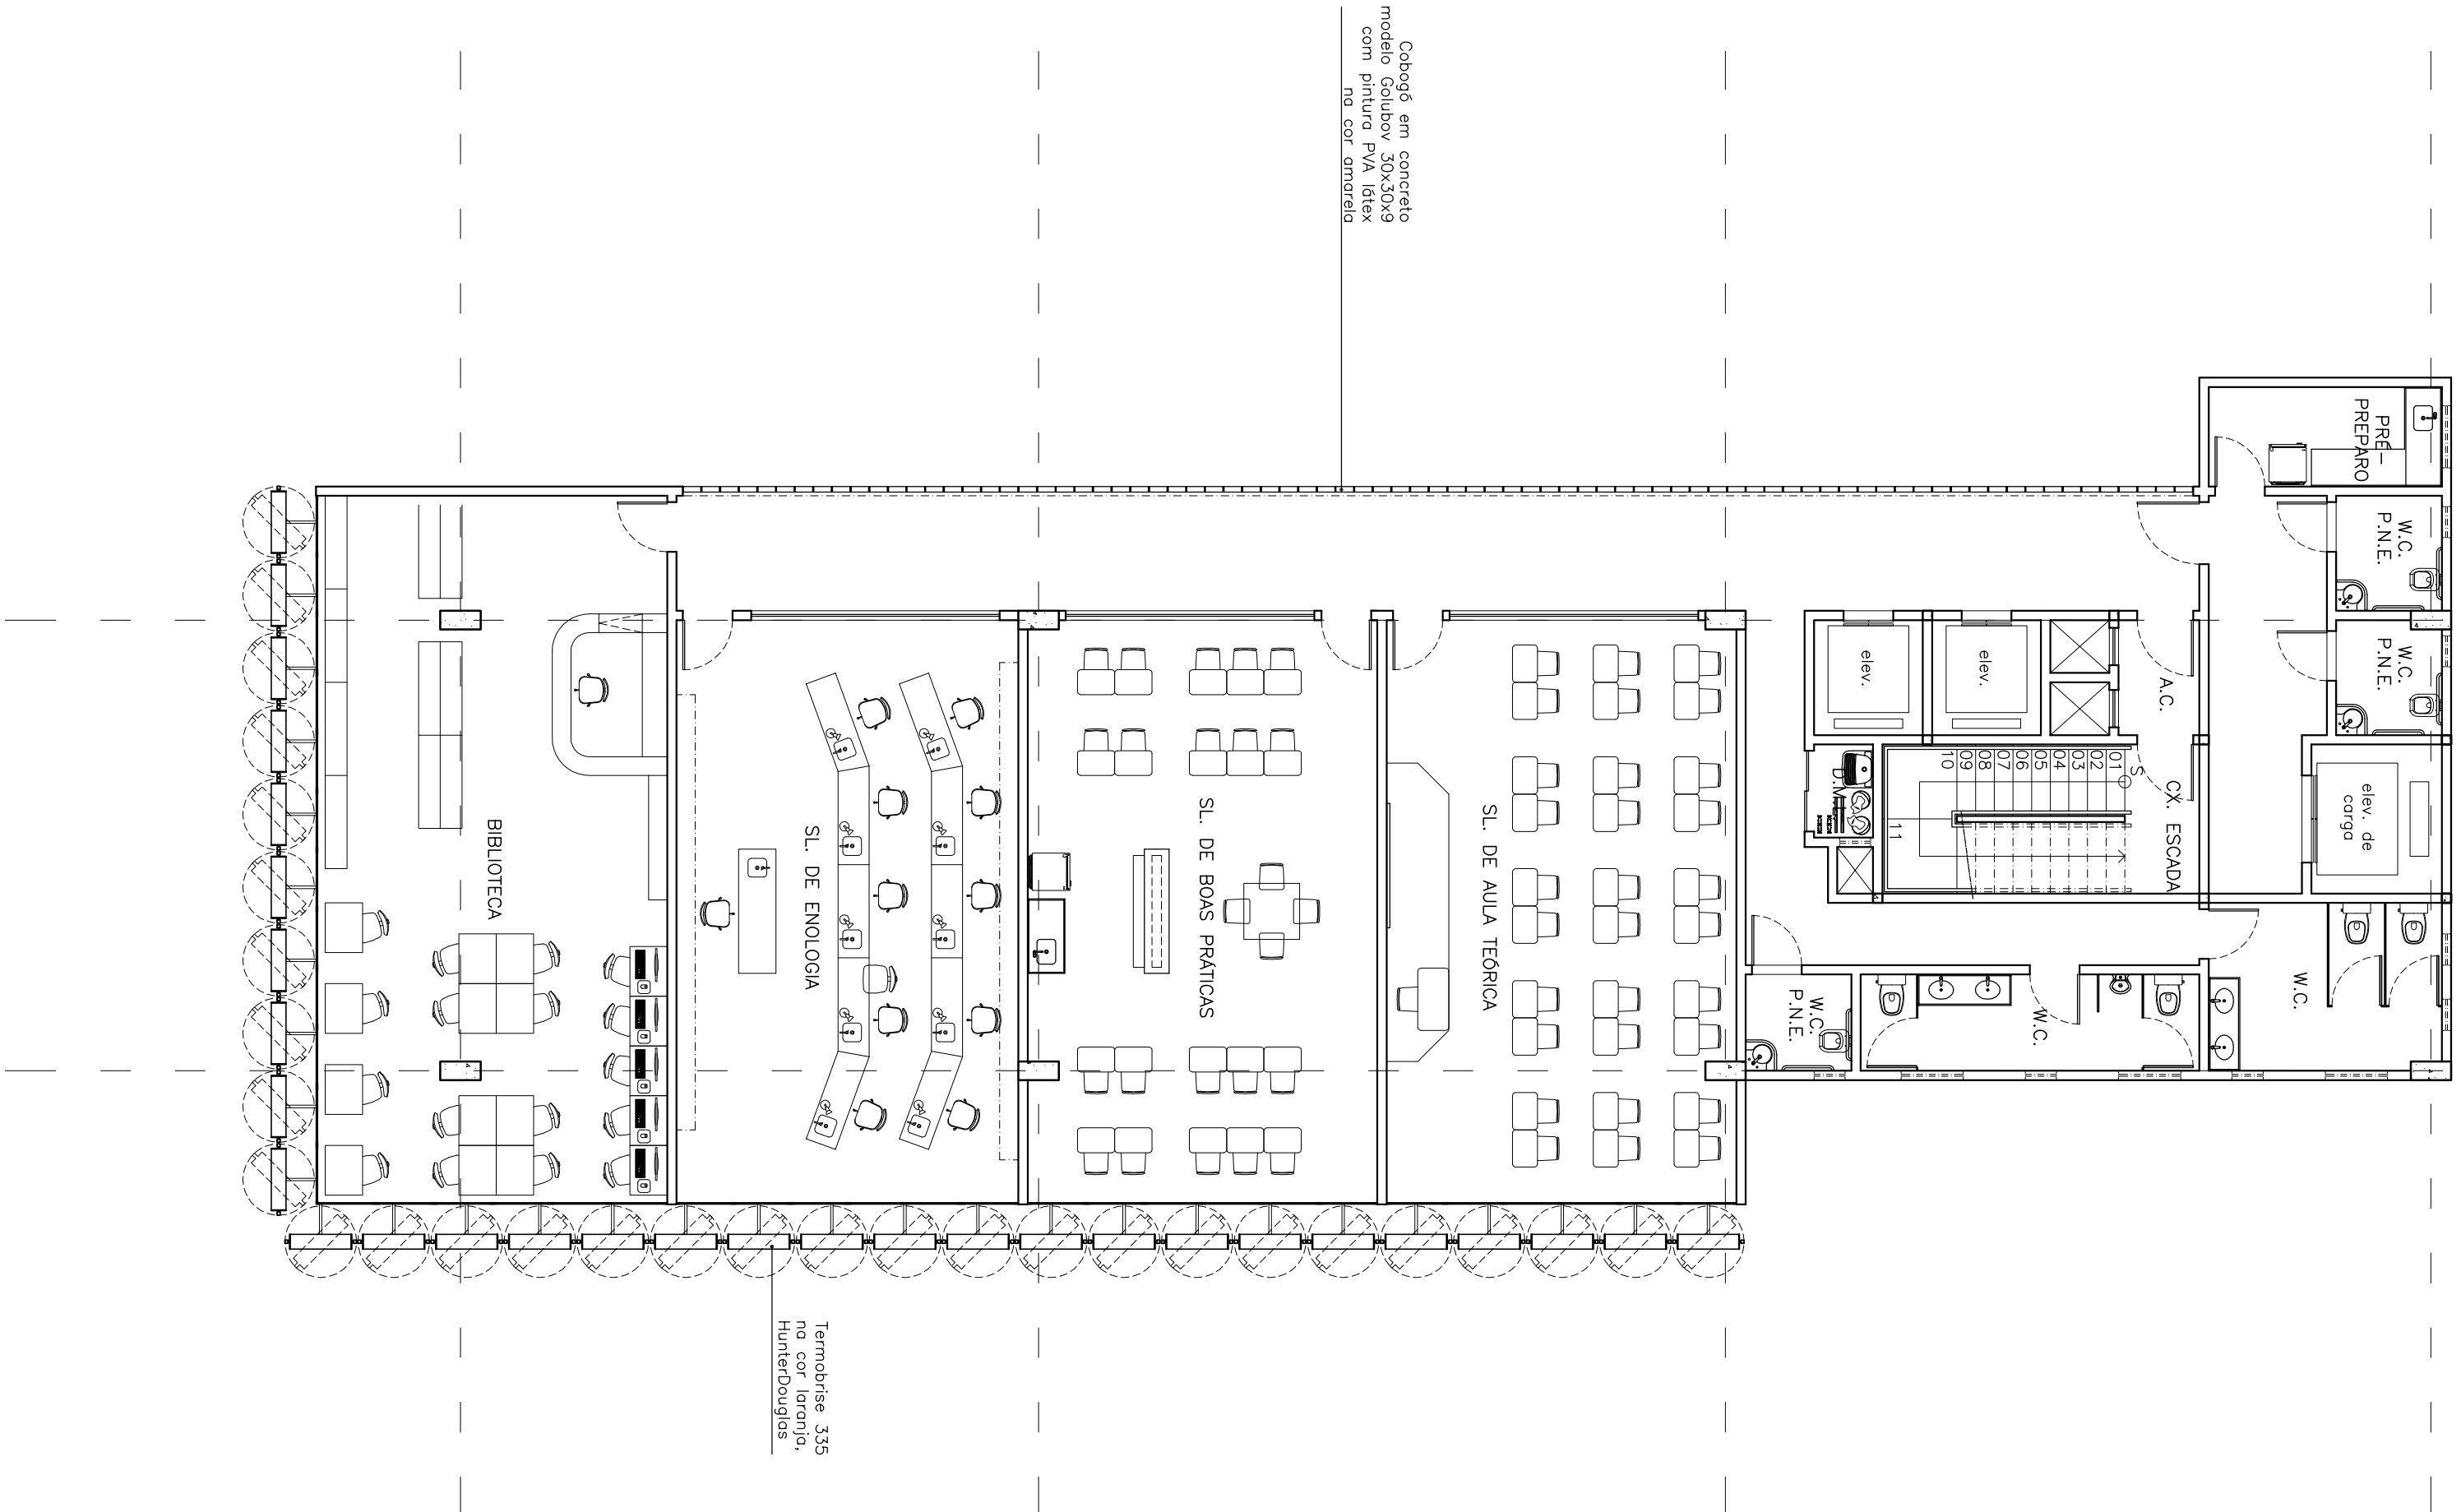 Cobogó em concreto
modelo Golubov 30x30x9
com pintura PVA látex
na cor amarela
PRÉ-
PREPARO
W.C.
P.N.E.
W.C.
P.N.E.
elev. de
carga
A.C.
elev.
elev.
S
01
02
03
04
05
06
07
08
09
10
11
CX. ESCADA
D.M.L.
W.C.
W.C.
W.C.
P.N.E.
SL. DE AULA TEÓRICA
SL. DE BOAS PRÁTICAS
SL. DE ENOLOGIA
BIBLIOTECA
Termobrise 335
na cor laranja,
HunterDouglas